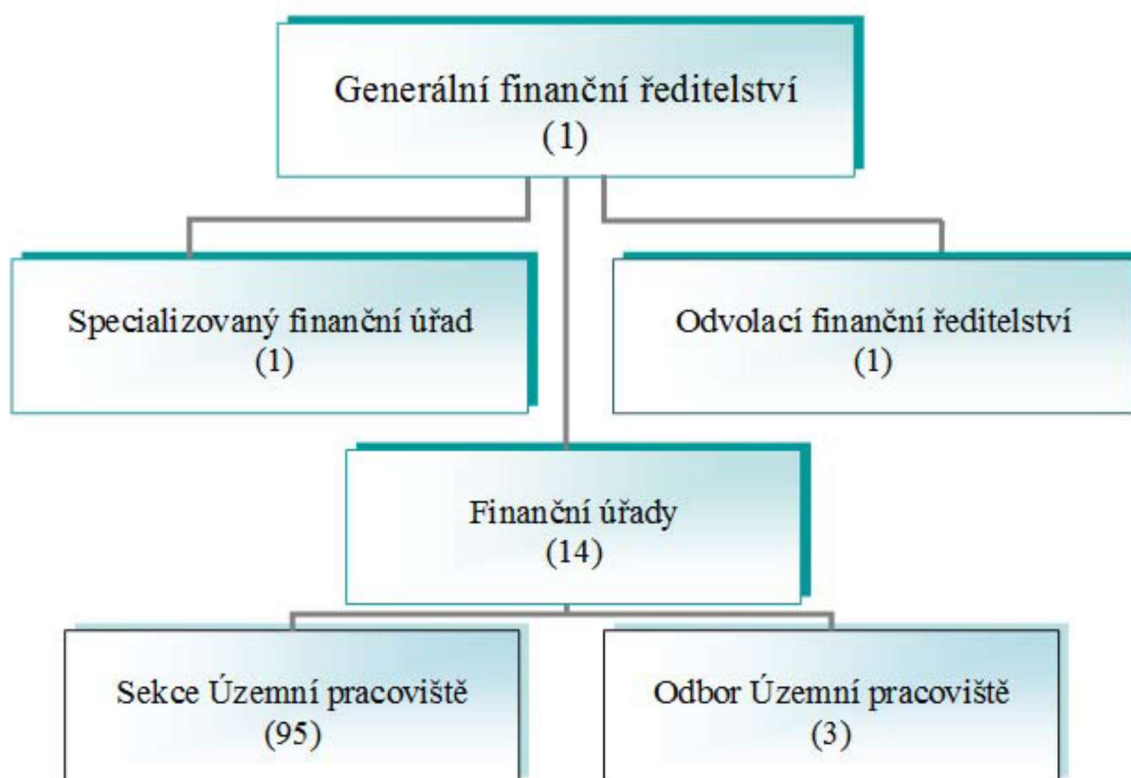 Generální finanční ředitelství
(1)
Specializovaný finanční úřad
(1)
Odvolací finanční ředitelství
(1)
Finanční úřady
(14)
Sekce Územní pracoviště
(95)
Odbor Územní pracoviště
(3)